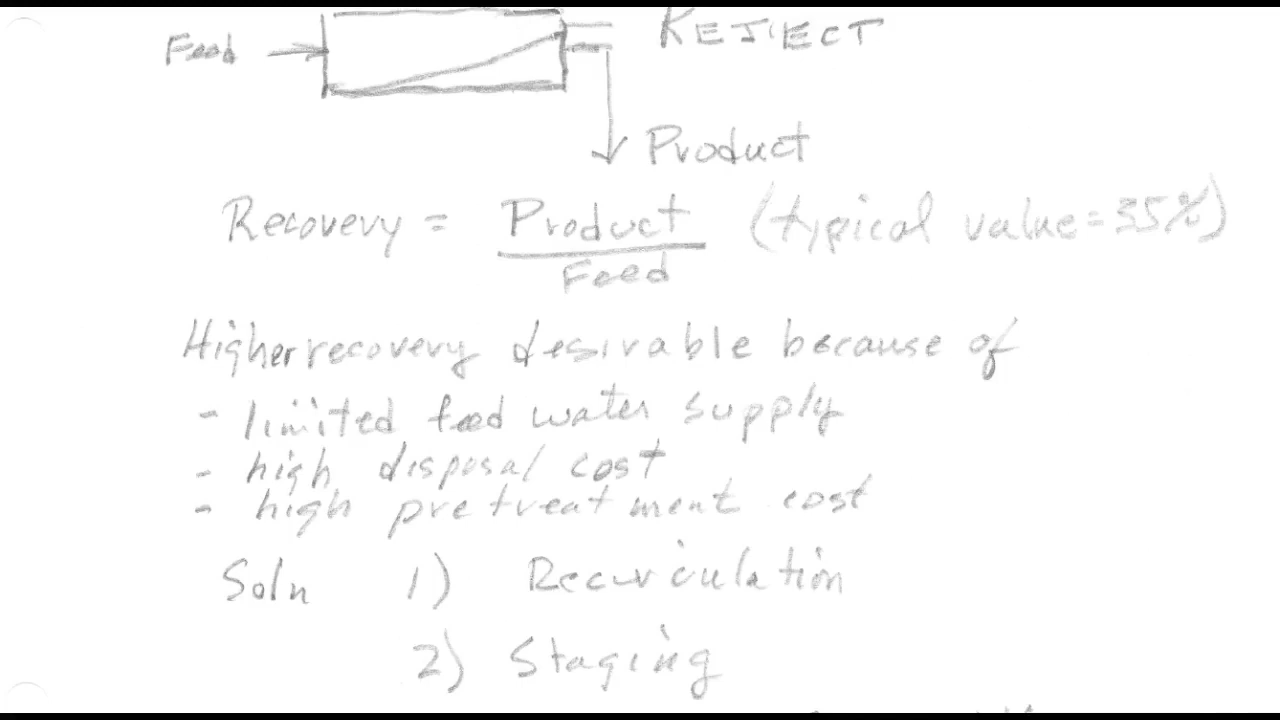 Feed
REJECT
Product
Recovery = Product (typical value = 35%)
Feed
Higher recovery desirable because of
- limited feed water supply
- high disposal cost
- high pretreatment cost
Soln 1) Recirculation
2) Staging